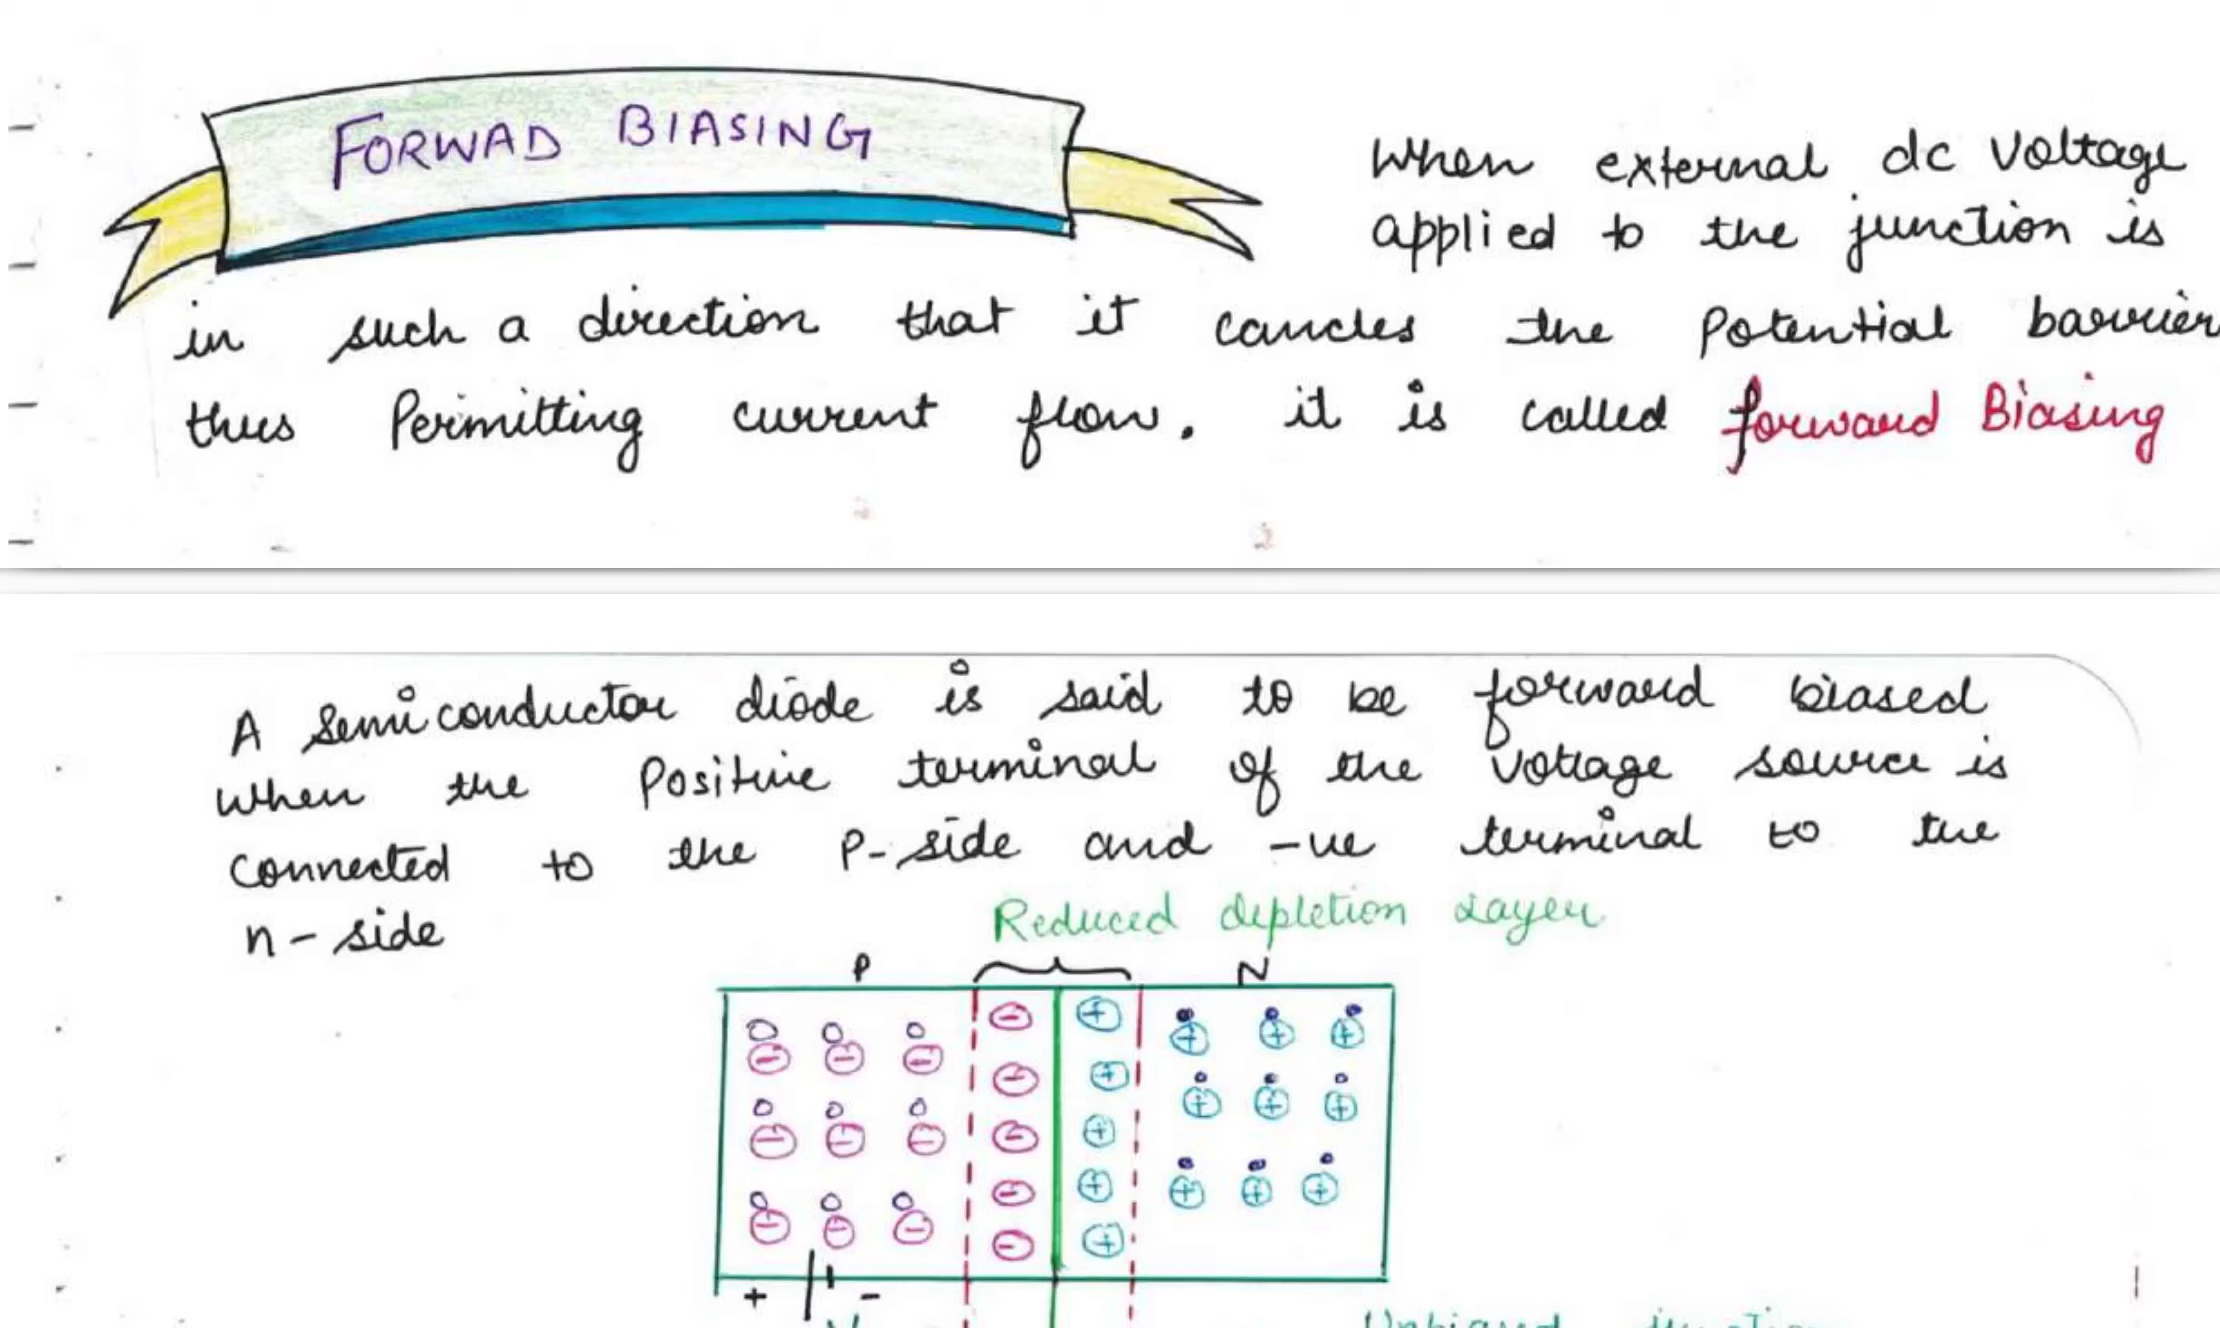 FORWAD BIASING
When external dc voltage
applied to the junction is
in such a direction that it cancles the Potential barrier
thus Permitting current flow. it is called forward Biasing
A Semiconductor diode is said to be forward biased
when the Positive terminal of the Voltage source is
connected to the P-side and -ve terminal to the
n-side
Reduced depletion Layer
P N
+ -
V
Unbiased junction